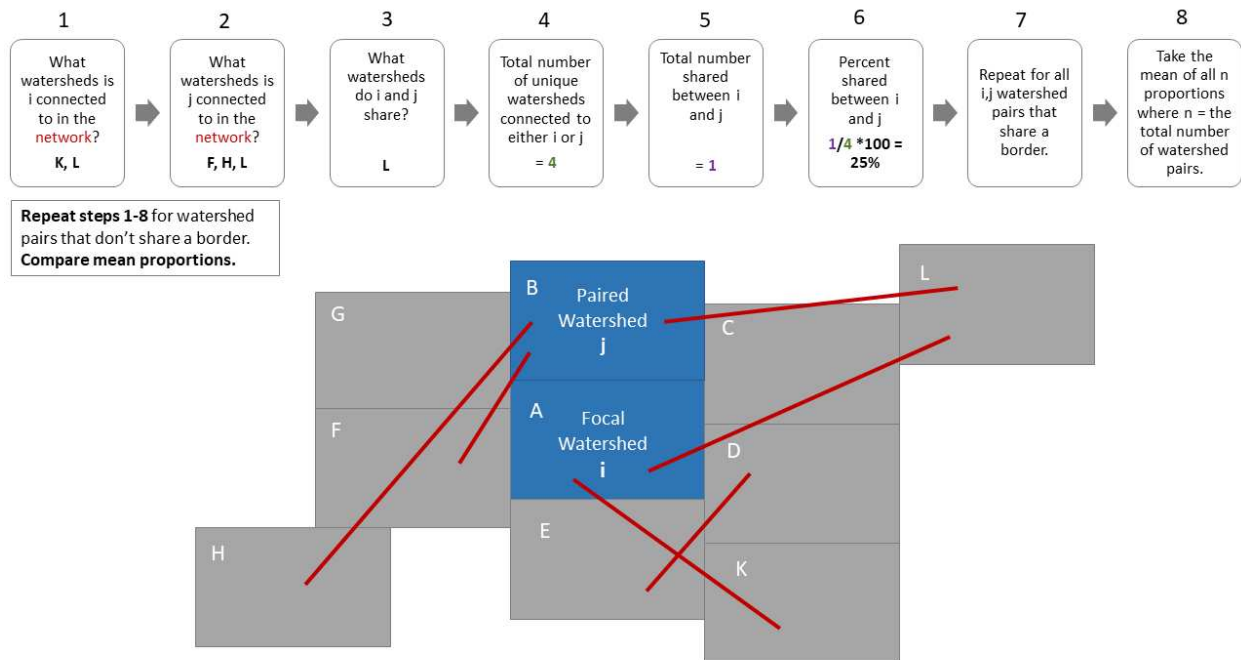 1
What
watersheds is
i connected
to in the
network?
K, L
2
What
watersheds is
j connected
to in the
network?
F, H, L
3
What
watersheds
do i and j
share?
L
4
Total number
of unique
watersheds
connected to
either i or j
= 4
5
Total number
shared
between i
and j
= 1
6
Percent
shared
between i
and j
1/4 *100 =
25%
7
Repeat for all
i,j watershed
pairs that
share a
border.
8
Take the
mean of all n
proportions
where n = the
total number
of watershed
pairs.
Repeat steps 1-8 for watershed
pairs that don't share a border.
Compare mean proportions.
B
Paired
Watershed
j
L
G
C
A
Focal
Watershed
i
F
D
E
H
K